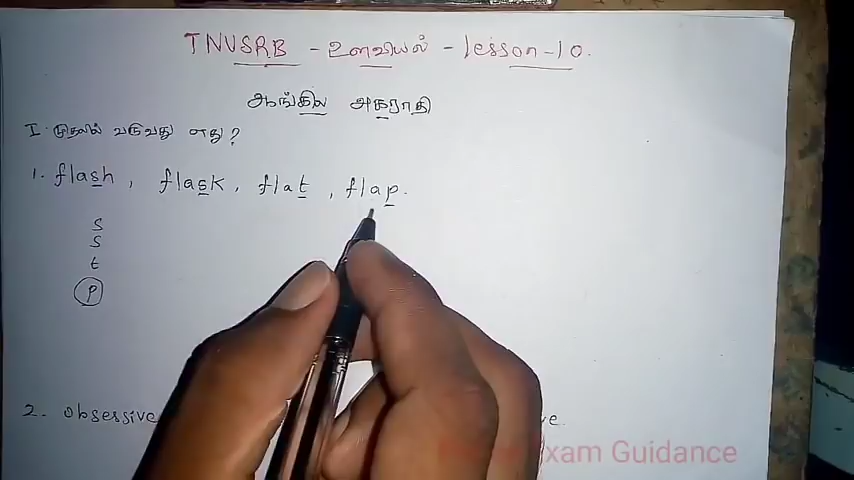 TNUSRB - உளவியல் - lesson-10.
ஆங்கில அகராதி
I. முதலில் வருவது எது?
1. flash, flask, flat, flap.
s
s
t
p
2. obsessive ve.
Exam Guidance